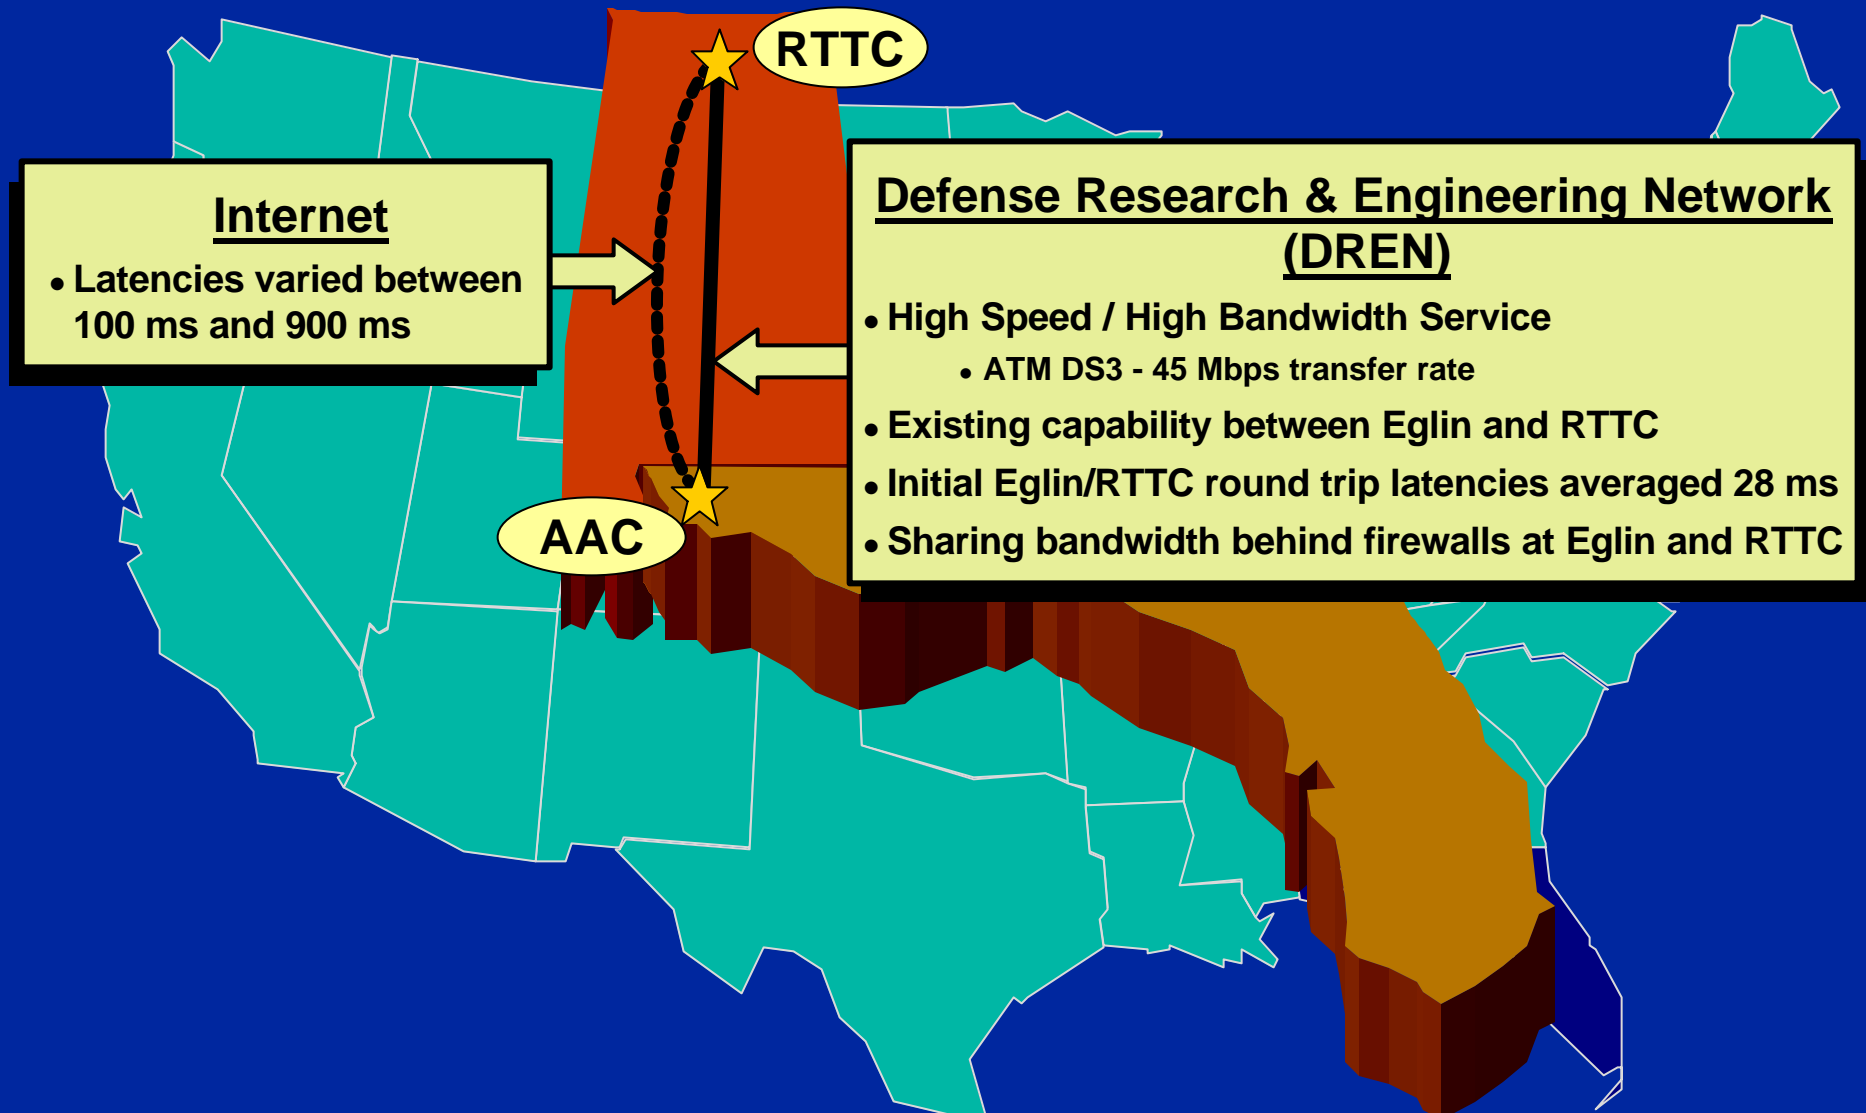 RTTC
Internet
• Latencies varied between
100 ms and 900 ms
Defense Research & Engineering Network
(DREN)
• High Speed / High Bandwidth Service
• ATM DS3 - 45 Mbps transfer rate
• Existing capability between Eglin and RTTC
• Initial Eglin/RTTC round trip latencies averaged 28 ms
• Sharing bandwidth behind firewalls at Eglin and RTTC
AAC